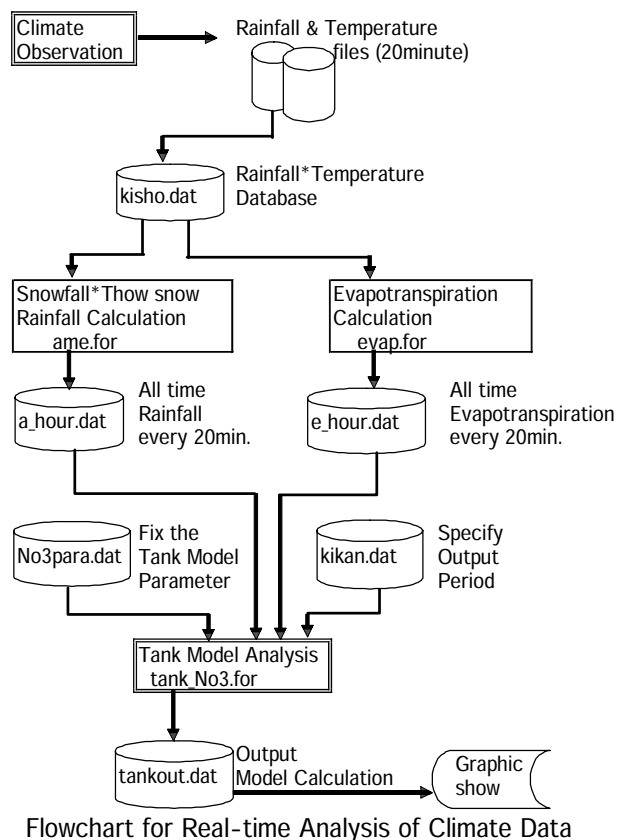 Climate
Observation
Rainfall & Temperature
files (20minute)
kisho.dat
Rainfall*Temperature
Database
Snowfall*Thow snow
Rainfall Calculation
ame.for
Evapotranspiration
Calculation
evap.for
a_hour.dat
All time
Rainfall
every 20min.
e_hour.dat
All time
Evapotranspiration
every 20min.
No3para.dat
Fix the
Tank Model
Parameter
kikan.dat
Specify
Output
Period
Tank Model Analysis
tank_No3.for
tankout.dat
Output
Model Calculation
Graphic
show
Flowchart for Real-time Analysis of Climate Data